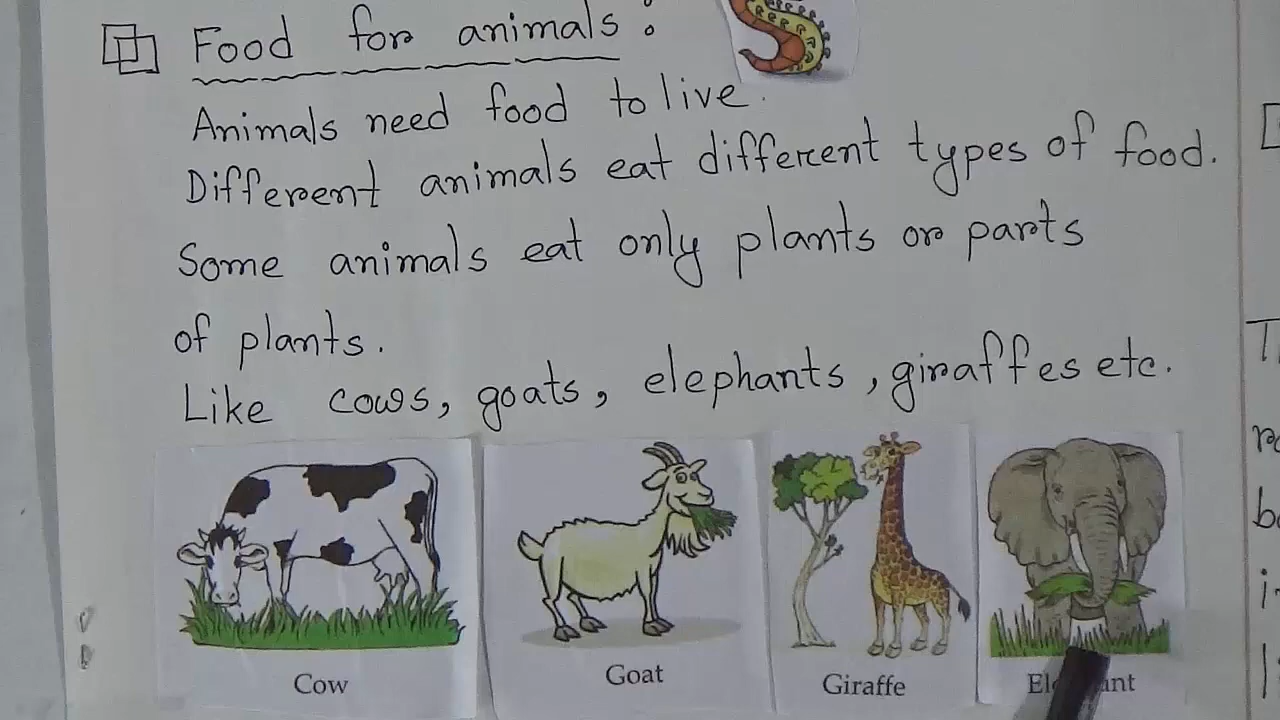 Food for animals :
Animals need food to live.
Different animals eat different types of food.
Some animals eat only plants or parts
of plants.
Like cows, goats, elephants, giraffes etc.
Cow
Goat
Giraffe